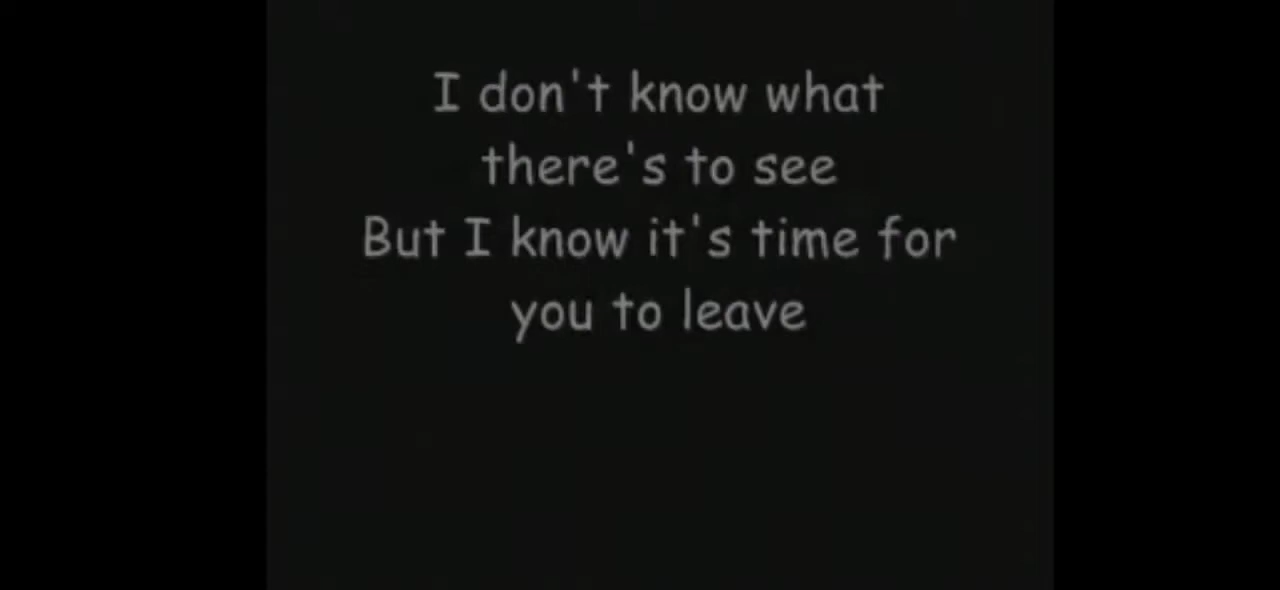 I don't know what
there's to see
But I know it's time for
you to leave